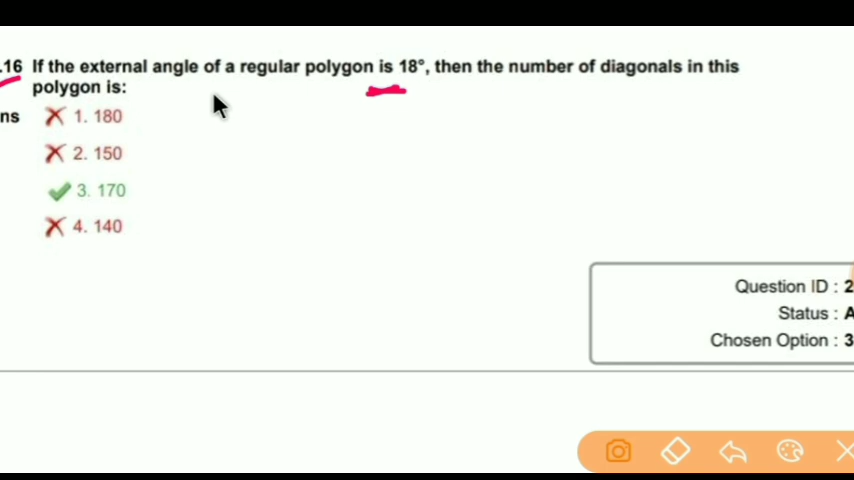 .16 If the external angle of a regular polygon is 18°, then the number of diagonals in this
polygon is:
ns 1. 180
2. 150
3. 170
4. 140
Question ID : 2
Status : A
Chosen Option : 3